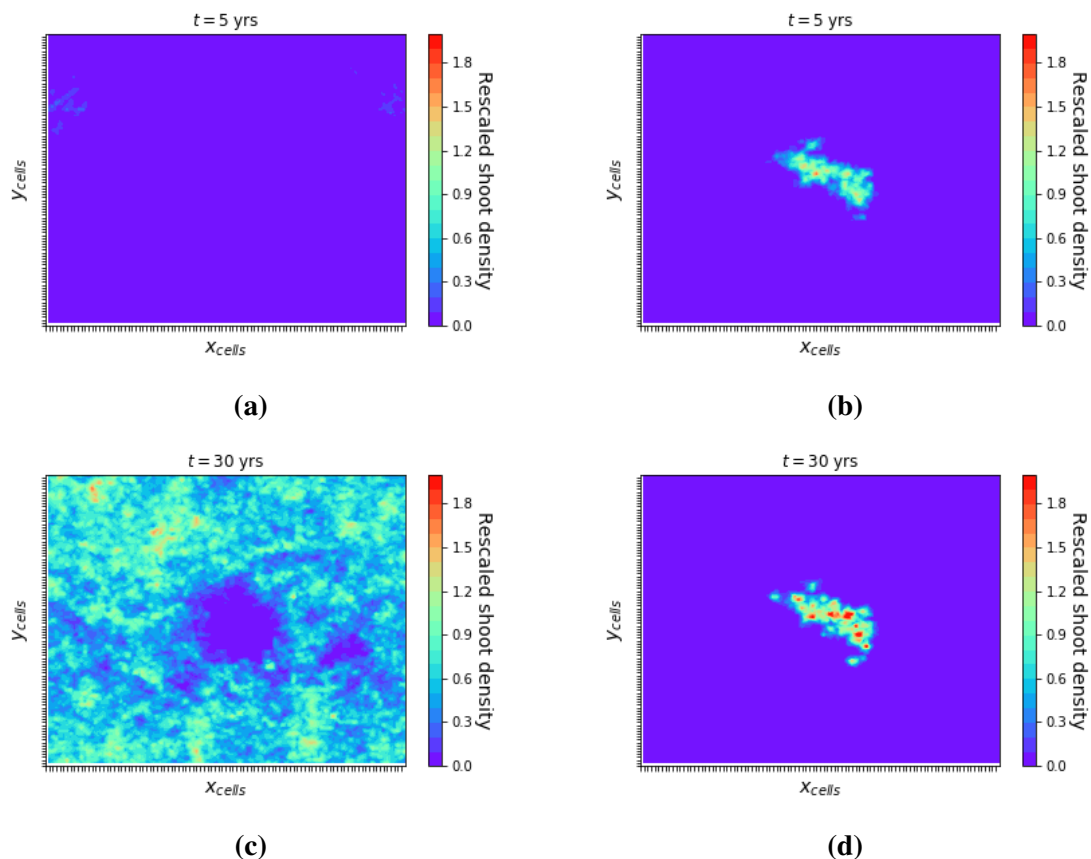 t = 5 yrs
y_cells
x_cells
1.8
1.5
1.2
0.9
0.6
0.3
0.0
Rescaled shoot density
(a)
t = 5 yrs
y_cells
x_cells
1.8
1.5
1.2
0.9
0.6
0.3
0.0
Rescaled shoot density
(b)
t = 30 yrs
y_cells
x_cells
1.8
1.5
1.2
0.9
0.6
0.3
0.0
Rescaled shoot density
(c)
t = 30 yrs
y_cells
x_cells
1.8
1.5
1.2
0.9
0.6
0.3
0.0
Rescaled shoot density
(d)